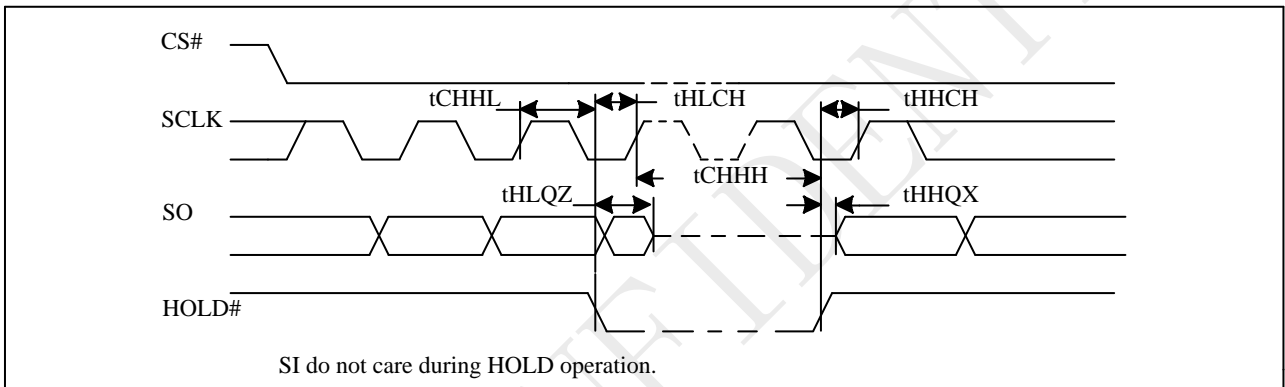 CS#
tCHHL
tHLCH
tHHCH
SCLK
tCHHH
tHLQZ
tHHQX
SO
HOLD#
SI do not care during HOLD operation.